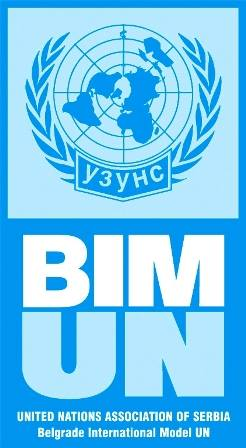 УЗУНС
BIM
UN
UNITED NATIONS ASSOCIATION OF SERBIA
Belgrade International Model UN